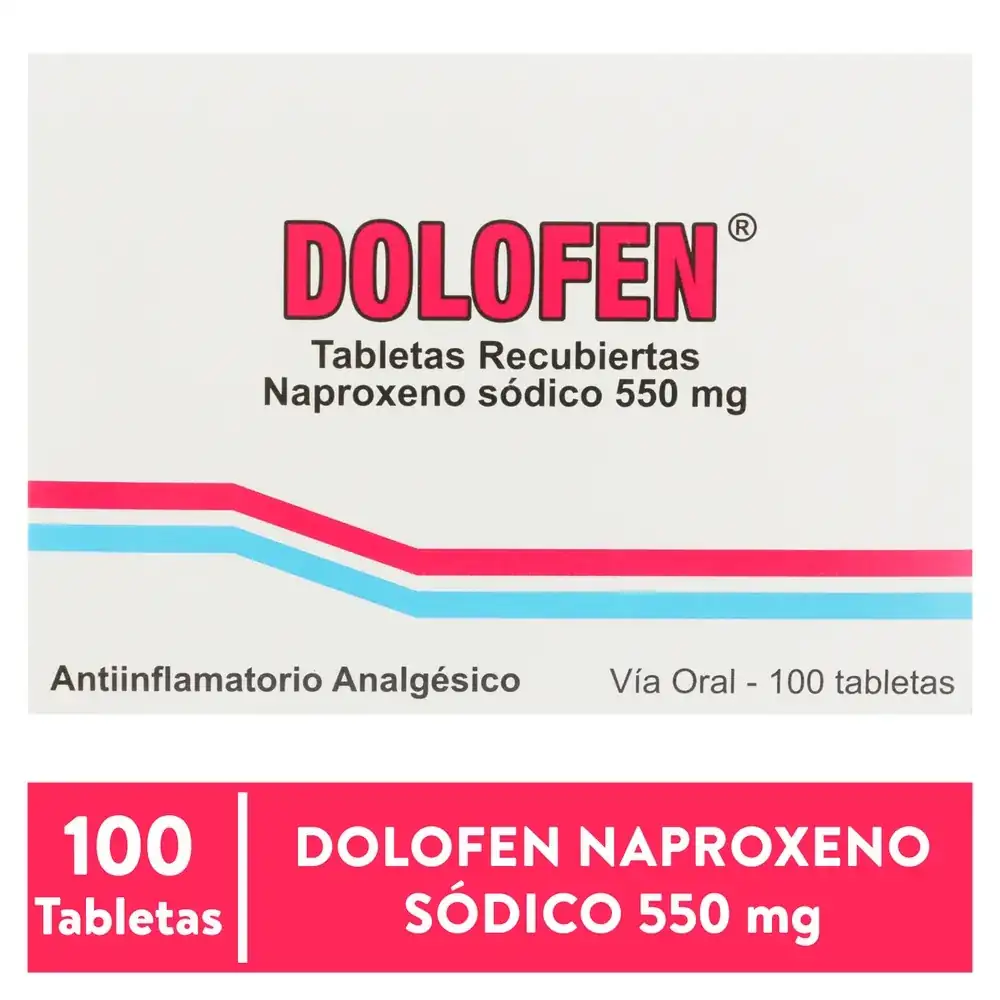 DOLOFEN®
Tabletas Recubiertas
Naproxeno sódico 550 mg
Antiinflamatorio Analgésico
Vía Oral - 100 tabletas
100
Tabletas
DOLOFEN NAPROXENO
SÓDICO 550 mg